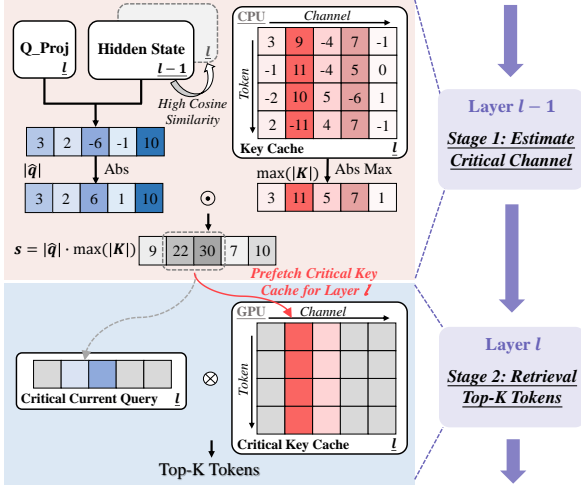 Q_Proj
l
Hidden State
l − 1
l
High Cosine
Similarity
3 2 -6 -1 10
|q̂|
Abs
3 2 6 1 10
CPU
Channel
Token
3 9 -4 7 -1
-1 11 -4 5 0
-2 10 5 -6 1
2 -11 4 7 -1
Key Cache
l
max(|K|)
Abs Max
3 11 5 7 1
⊙
s = |q̂| · max(|K|)
9 22 30 7 10
Prefetch Critical Key
Cache for Layer l
Critical Current Query
l
⊗
GPU
Channel
Token
Critical Key Cache
l
Top-K Tokens
Layer l − 1
Stage 1: Estimate
Critical Channel
Layer l
Stage 2: Retrieval
Top-K Tokens